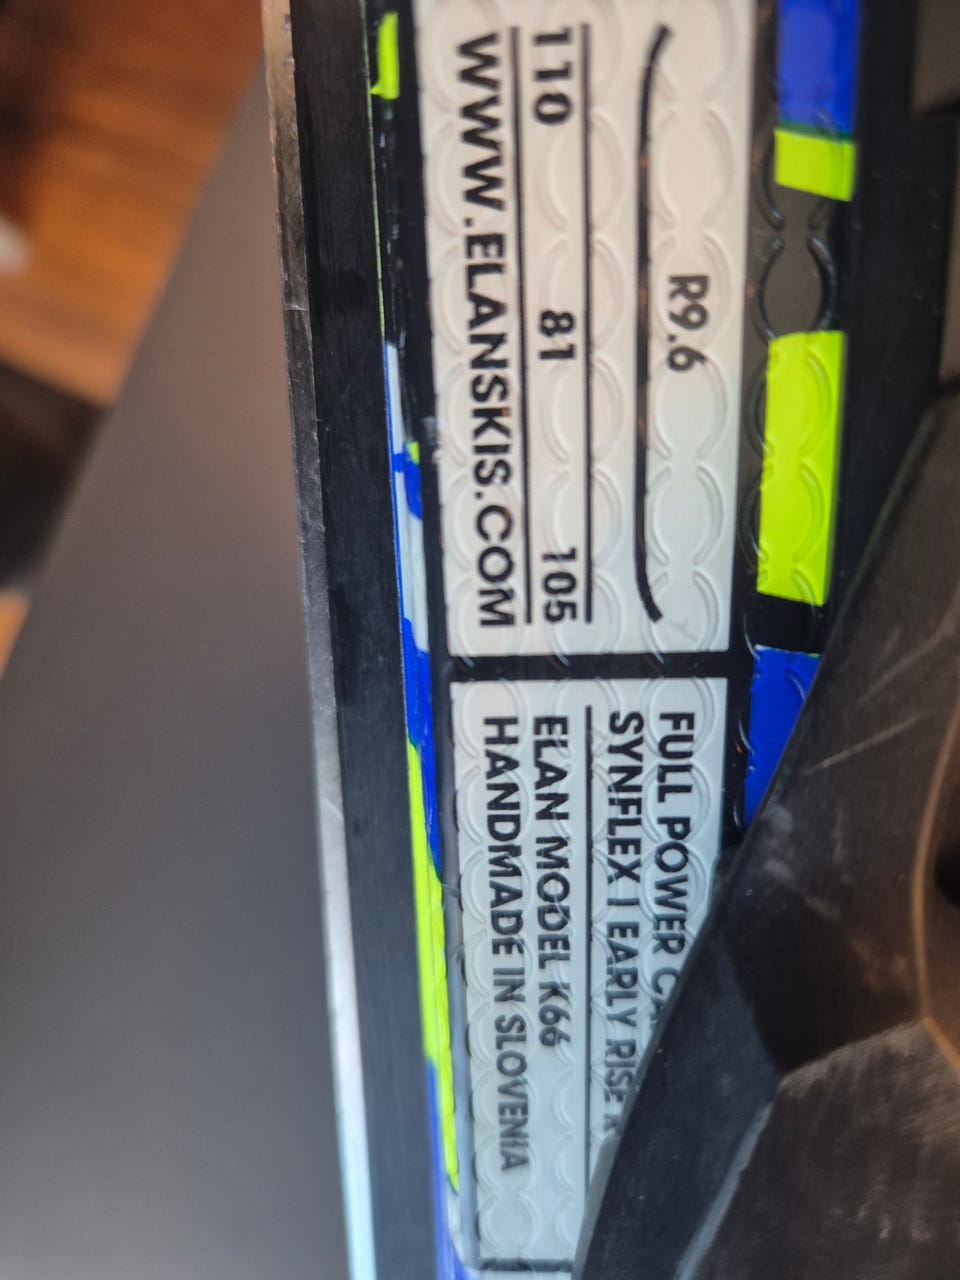 R9.6
110 81 105
WWW.ELANSKIS.COM
FULL POWER
SYNFLEX | EARLY RISE
ELAN MODEL K66
HANDMADE IN SLOVENIA